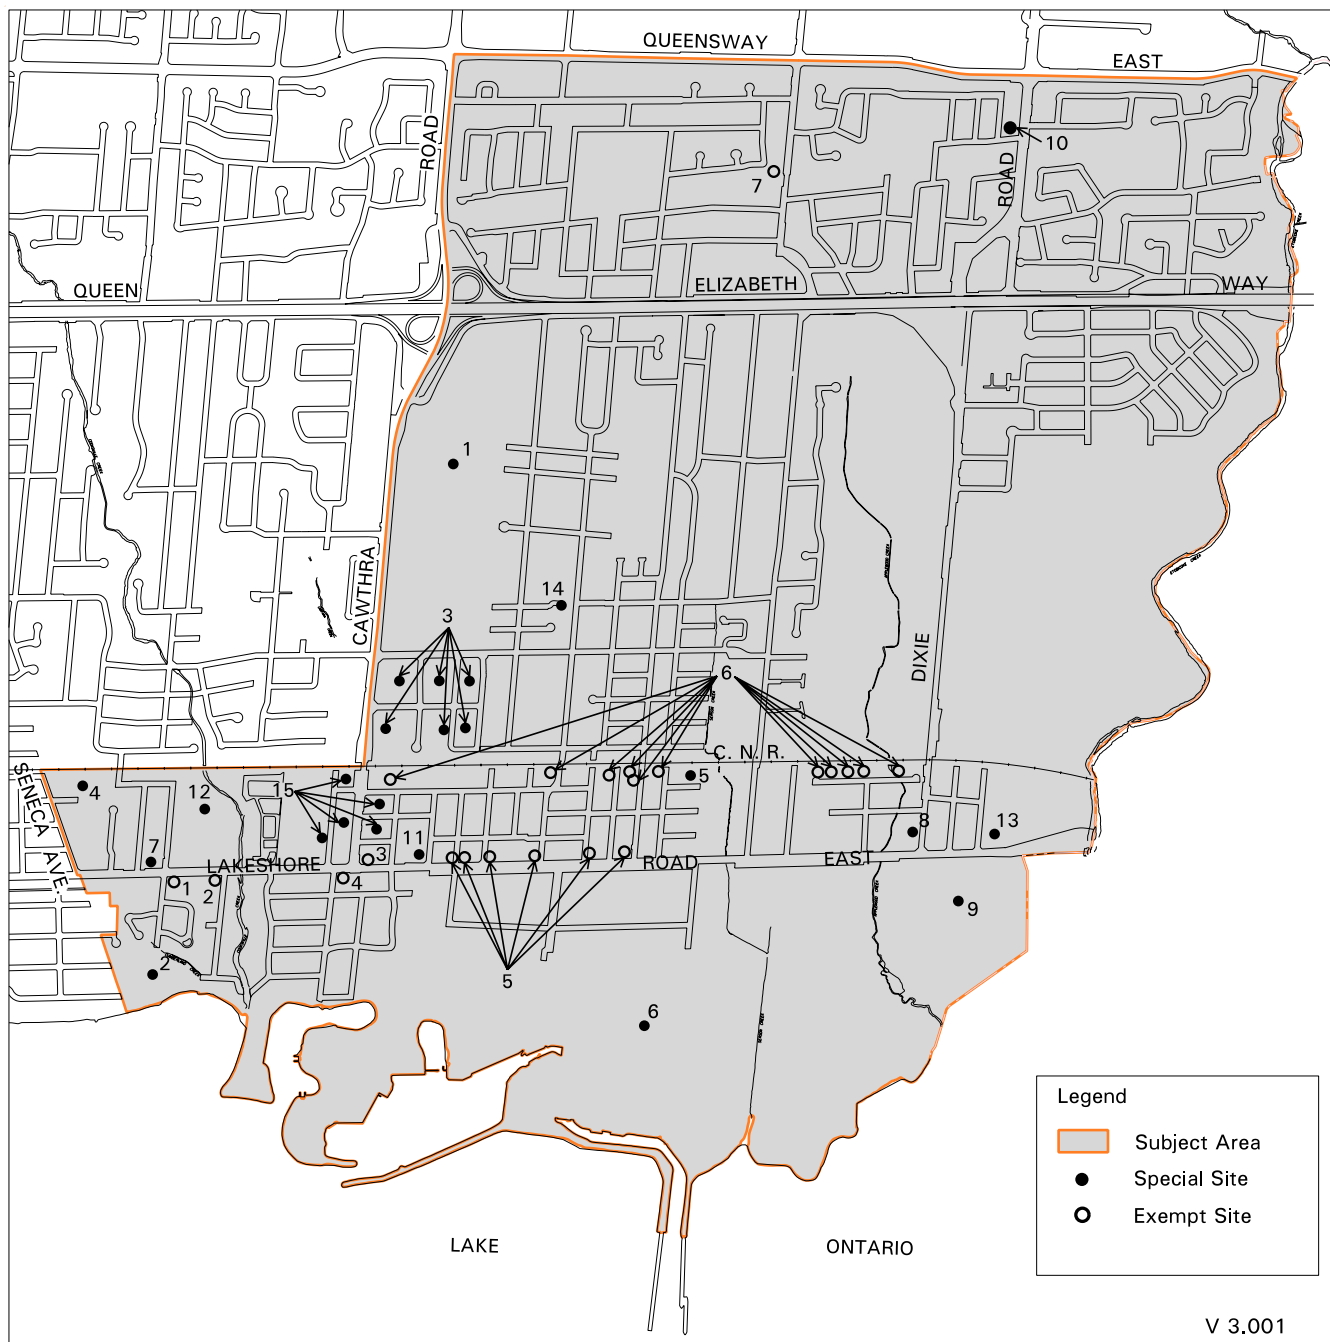 QUEENSWAY
EAST
ROAD
10
ROAD
7
QUEEN
ELIZABETH
WAY
1
CAWTHRA
14
3
DIXIE
6
C. N. R.
SENECA AVE.
4
12
15
5
8
13
7
11
3
LAKESHORE
ROAD
EAST
1
2
4
9
2
5
6
Legend
Subject Area
Special Site
Exempt Site
LAKE
ONTARIO
V 3.001